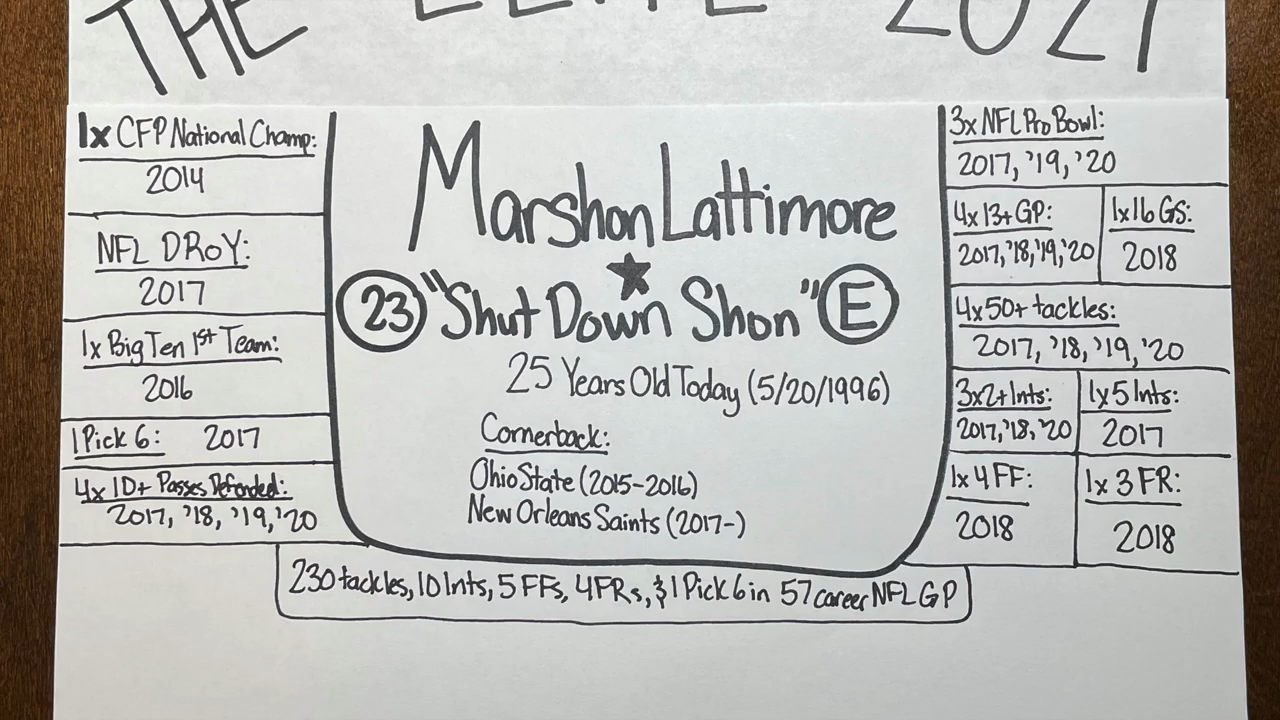 THE ELITE 2021
1x CFP National Champ:
2014
NFL DRoY:
2017
1x Big Ten 1st Team:
2016
1 Pick 6: 2017
4x 10+ Passes Defended:
2017, '18, '19, '20
Marshon Lattimore
23 "Shut Down Shon" E
25 Years Old Today (5/20/1996)
Cornerback:
Ohio State (2015-2016)
New Orleans Saints (2017-)
3x NFL Pro Bowl:
2017, '19, '20
4x 13+ GP:
2017, '18, '19, '20
1x 16 GS:
2018
4x 50+ tackles:
2017, '18, '19, '20
3x 2+ Ints:
2017, '18, '20
1x 5 Ints:
2017
1x 4 FF:
2018
1x 3 FR:
2018
230 tackles, 10 Ints, 5 FFs, 4 FRs, & 1 Pick 6 in 57 career NFL GP